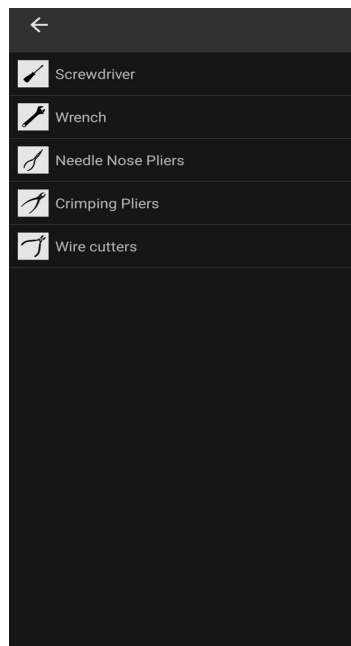 Screwdriver
Wrench
Needle Nose Pliers
Crimping Pliers
Wire cutters